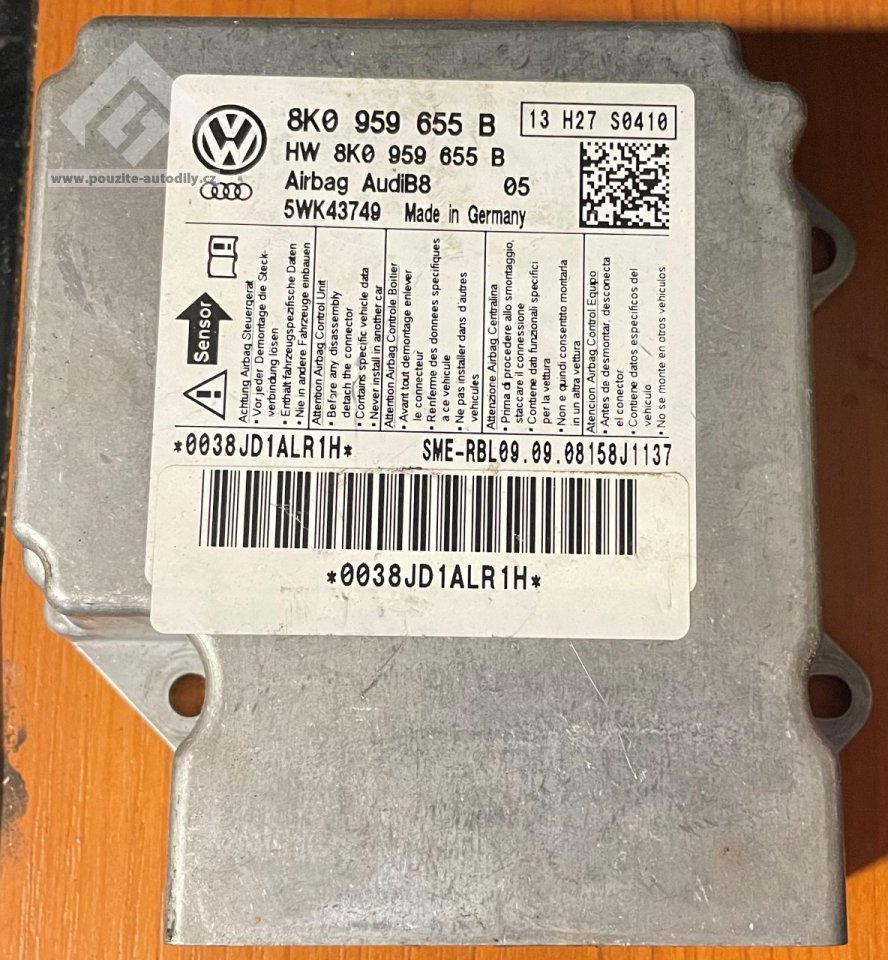 www.pouzite-autodily.cz
8K0 959 655 B
13 H27 S0410
HW 8K0 959 655 B
Airbag AudiB8 05
5WK43749 Made in Germany
Sensor
Achtung Airbag Steuergerät
• Vor jeder Demontage die Steck-
verbindung lösen
• Enthält fahrzeugspezifische Daten
• Nie in andere Fahrzeuge einbauen
Attention Airbag Control Unit
• Before any disassembly
detach the connector
• Contains specific vehicle data
• Never install in another car
Attention Airbag Controle Boitier
• Avant tout demontage enlever
le connecteur
• Renferme des donnees specifiques
a ce vehicule
• Ne pas installer dans d'autres
vehicules
Attenzione Airbag Centralina
• Prima di procedere allo smontaggio,
staccare il connessione
• Contiene dati funzionali specifici
per la vettura
• Non e quindi consentito montarla
in un altra vettura
Atencion Airbag Control Equipo
• Antes de desmontar, desconecta
el conector
• Contiene datos especificos del
vehiculo
• No se monte en otros vehiculos
*0038JD1ALR1H*
SME-RBL09.09.08158J1137
*0038JD1ALR1H*